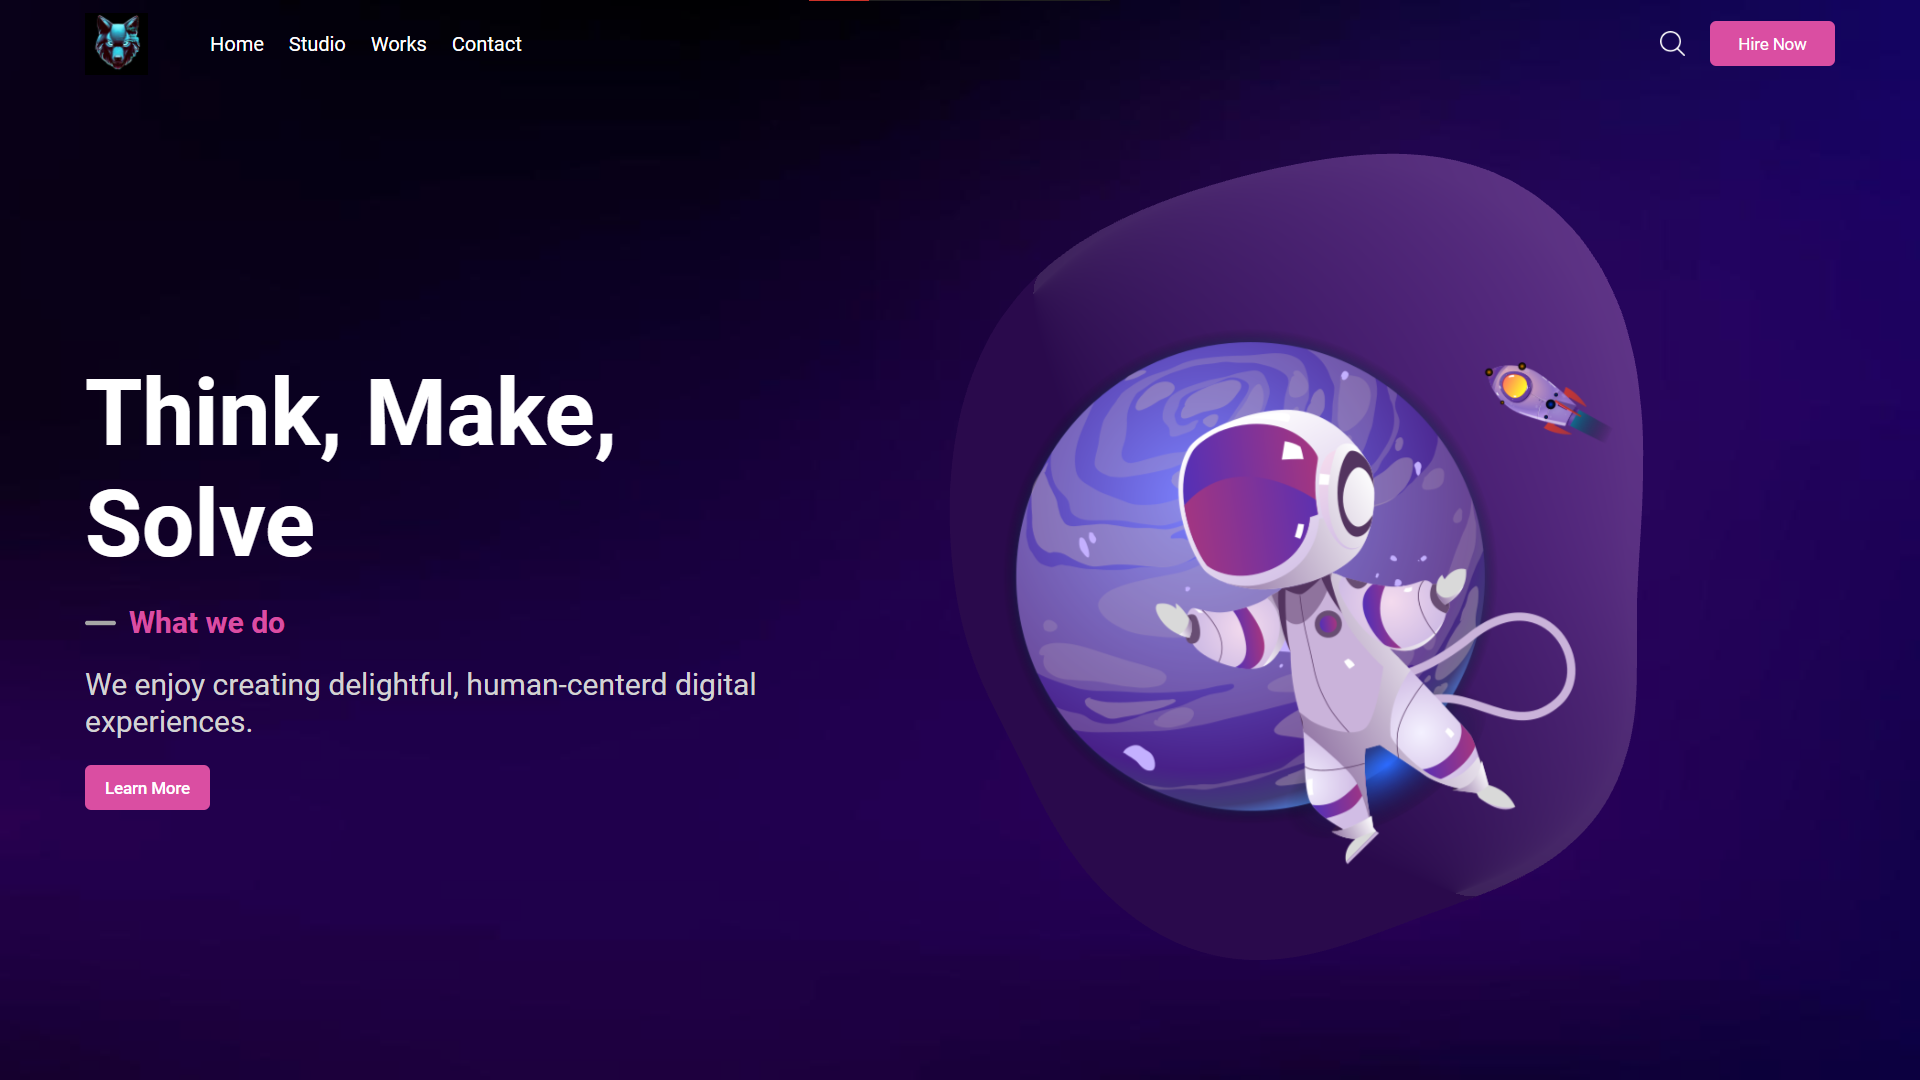 Home
Studio
Works
Contact
Hire Now
Think, Make,
Solve
What we do
We enjoy creating delightful, human-centerd digital
experiences.
Learn More